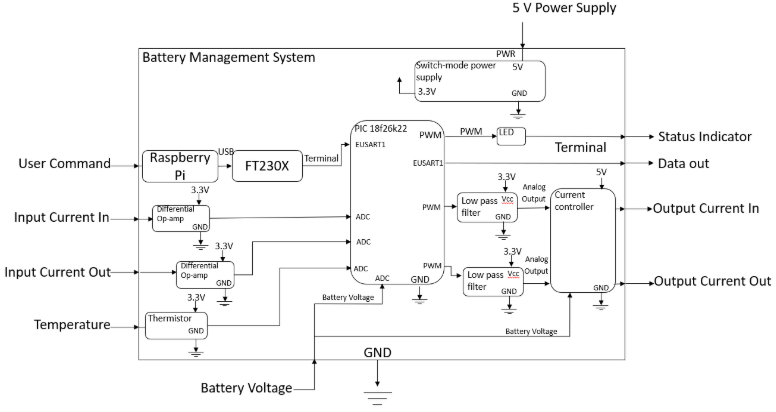 5 V Power Supply
Battery Management System
PWR
Switch-mode power
supply
5V
3.3V
GND
PIC 18f26k22
PWM
PWM
LED
Status Indicator
Terminal
User Command
Raspberry
Pi
USB
FT230X
Terminal
EUSART1
EUSART1
Data out
3.3V
Input Current In
Differential
Op-amp
GND
ADC
PWM
3.3V
Low pass
filter
Vcc
GND
Analog
Output
5V
Current
controller
Output Current In
3.3V
Input Current Out
Differential
Op-amp
GND
ADC
3.3V
Temperature
Thermistor
GND
ADC
ADC
GND
PWM
3.3V
Low pass
filter
Vcc
GND
Analog
Output
GND
Output Current Out
Battery Voltage
Battery Voltage
GND
Battery Voltage